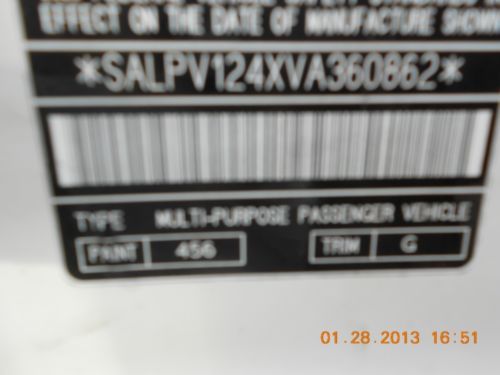 EFFECT ON THE DATE OF MANUFACTURE SHOWN
*SALPV124XVA360862*
TYPE MULTI-PURPOSE PASSENGER VEHICLE
PAINT 456 TRIM G
01.28.2013 16:51